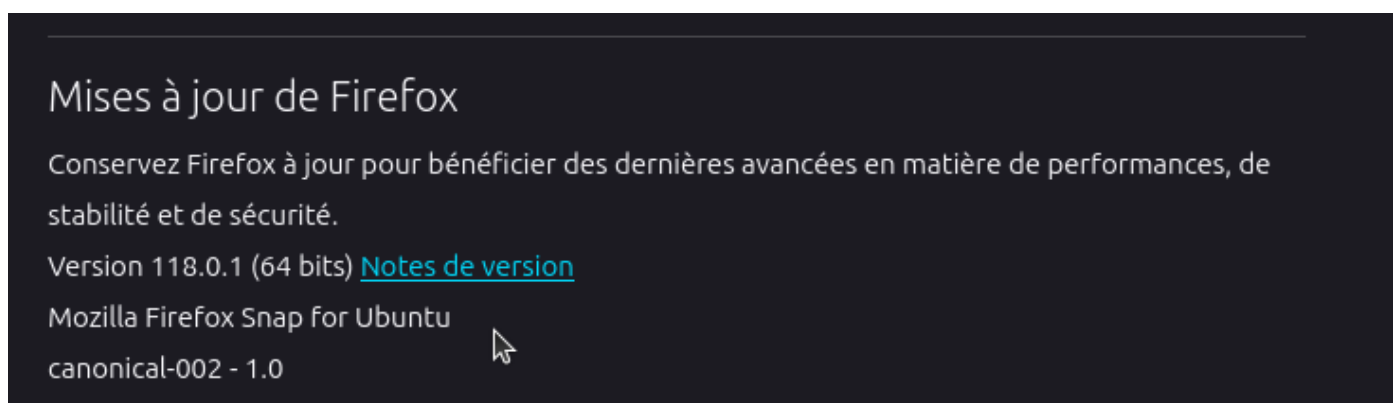 Mises à jour de Firefox
Conservez Firefox à jour pour bénéficier des dernières avancées en matière de performances, de
stabilité et de sécurité.
Version 118.0.1 (64 bits) Notes de version
Mozilla Firefox Snap for Ubuntu
canonical-002 - 1.0